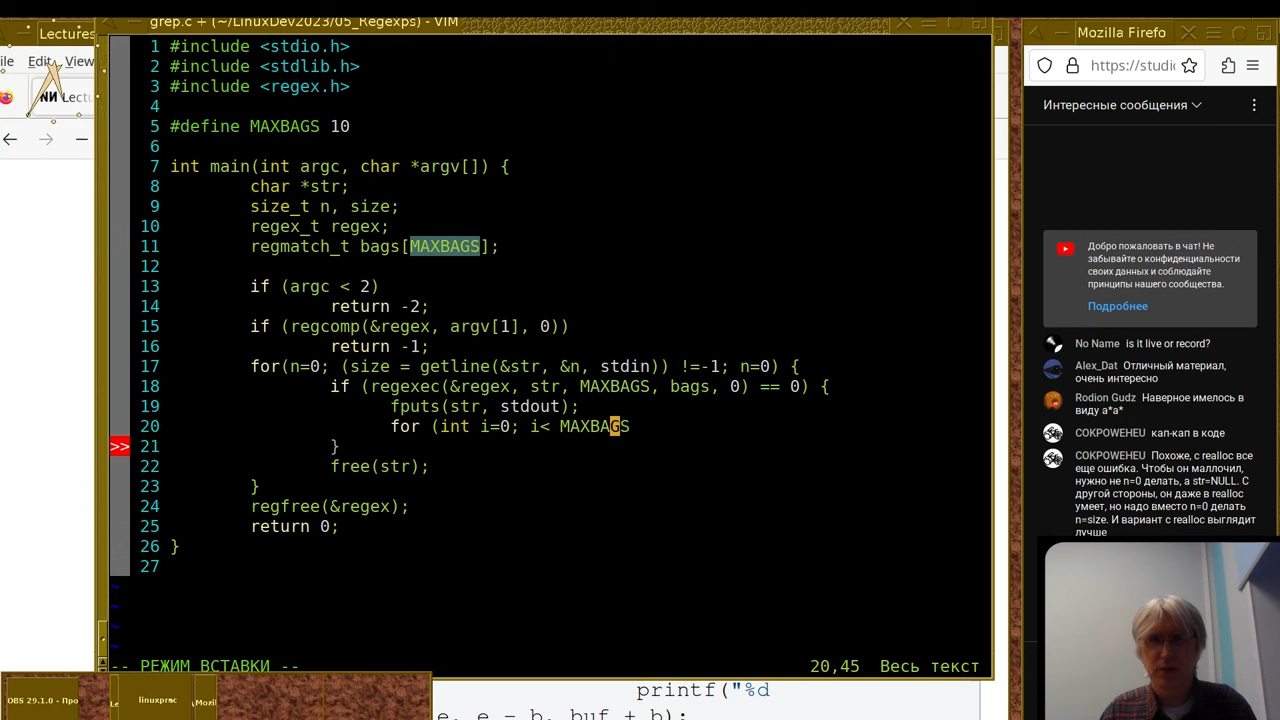 grep.c + (~/LinuxDev2023/05_Regexps) - VIM
Lectures
Mozilla Firefo
ile Edit View
https://studi
ИИ Lect
Интересные сообщения
1 #include <stdio.h>
2 #include <stdlib.h>
3 #include <regex.h>
4
5 #define MAXBAGS 10
6
7 int main(int argc, char *argv[]) {
8 char *str;
9 size_t n, size;
10 regex_t regex;
11 regmatch_t bags[MAXBAGS];
12
13 if (argc < 2)
14 return -2;
15 if (regcomp(&regex, argv[1], 0))
16 return -1;
17 for(n=0; (size = getline(&str, &n, stdin)) !=-1; n=0) {
18 if (regexec(&regex, str, MAXBAGS, bags, 0) == 0) {
19 fputs(str, stdout);
20 for (int i=0; i< MAXBAGS
>> 21 }
22 free(str);
23 }
24 regfree(&regex);
25 return 0;
26 }
27
~
~
~
~
-- РЕЖИМ ВСТАВКИ -- 20,45 Весь текст
Добро пожаловать в чат! Не
забывайте о конфиденциальности
своих данных и соблюдайте
принципы нашего сообщества.
Подробнее
No Name is it live or record?
Alex_Dat Отличный материал,
очень интересно
Rodion Gudz Наверное имелось в
виду a*a*
COKPOWEHEU кап-кап в коде
COKPOWEHEU Похоже, с realloc все
еще ошибка. Чтобы он маллочил,
нужно не n=0 делать, а str=NULL. С
другой стороны, он даже в realloc
умеет, но надо вместо n=0 делать
n=size. И вариант с realloc выглядит
лучше
OBS 29.1.0 - Про
linuxprac
Mozil
printf("%d
e, e - b, buf + b);